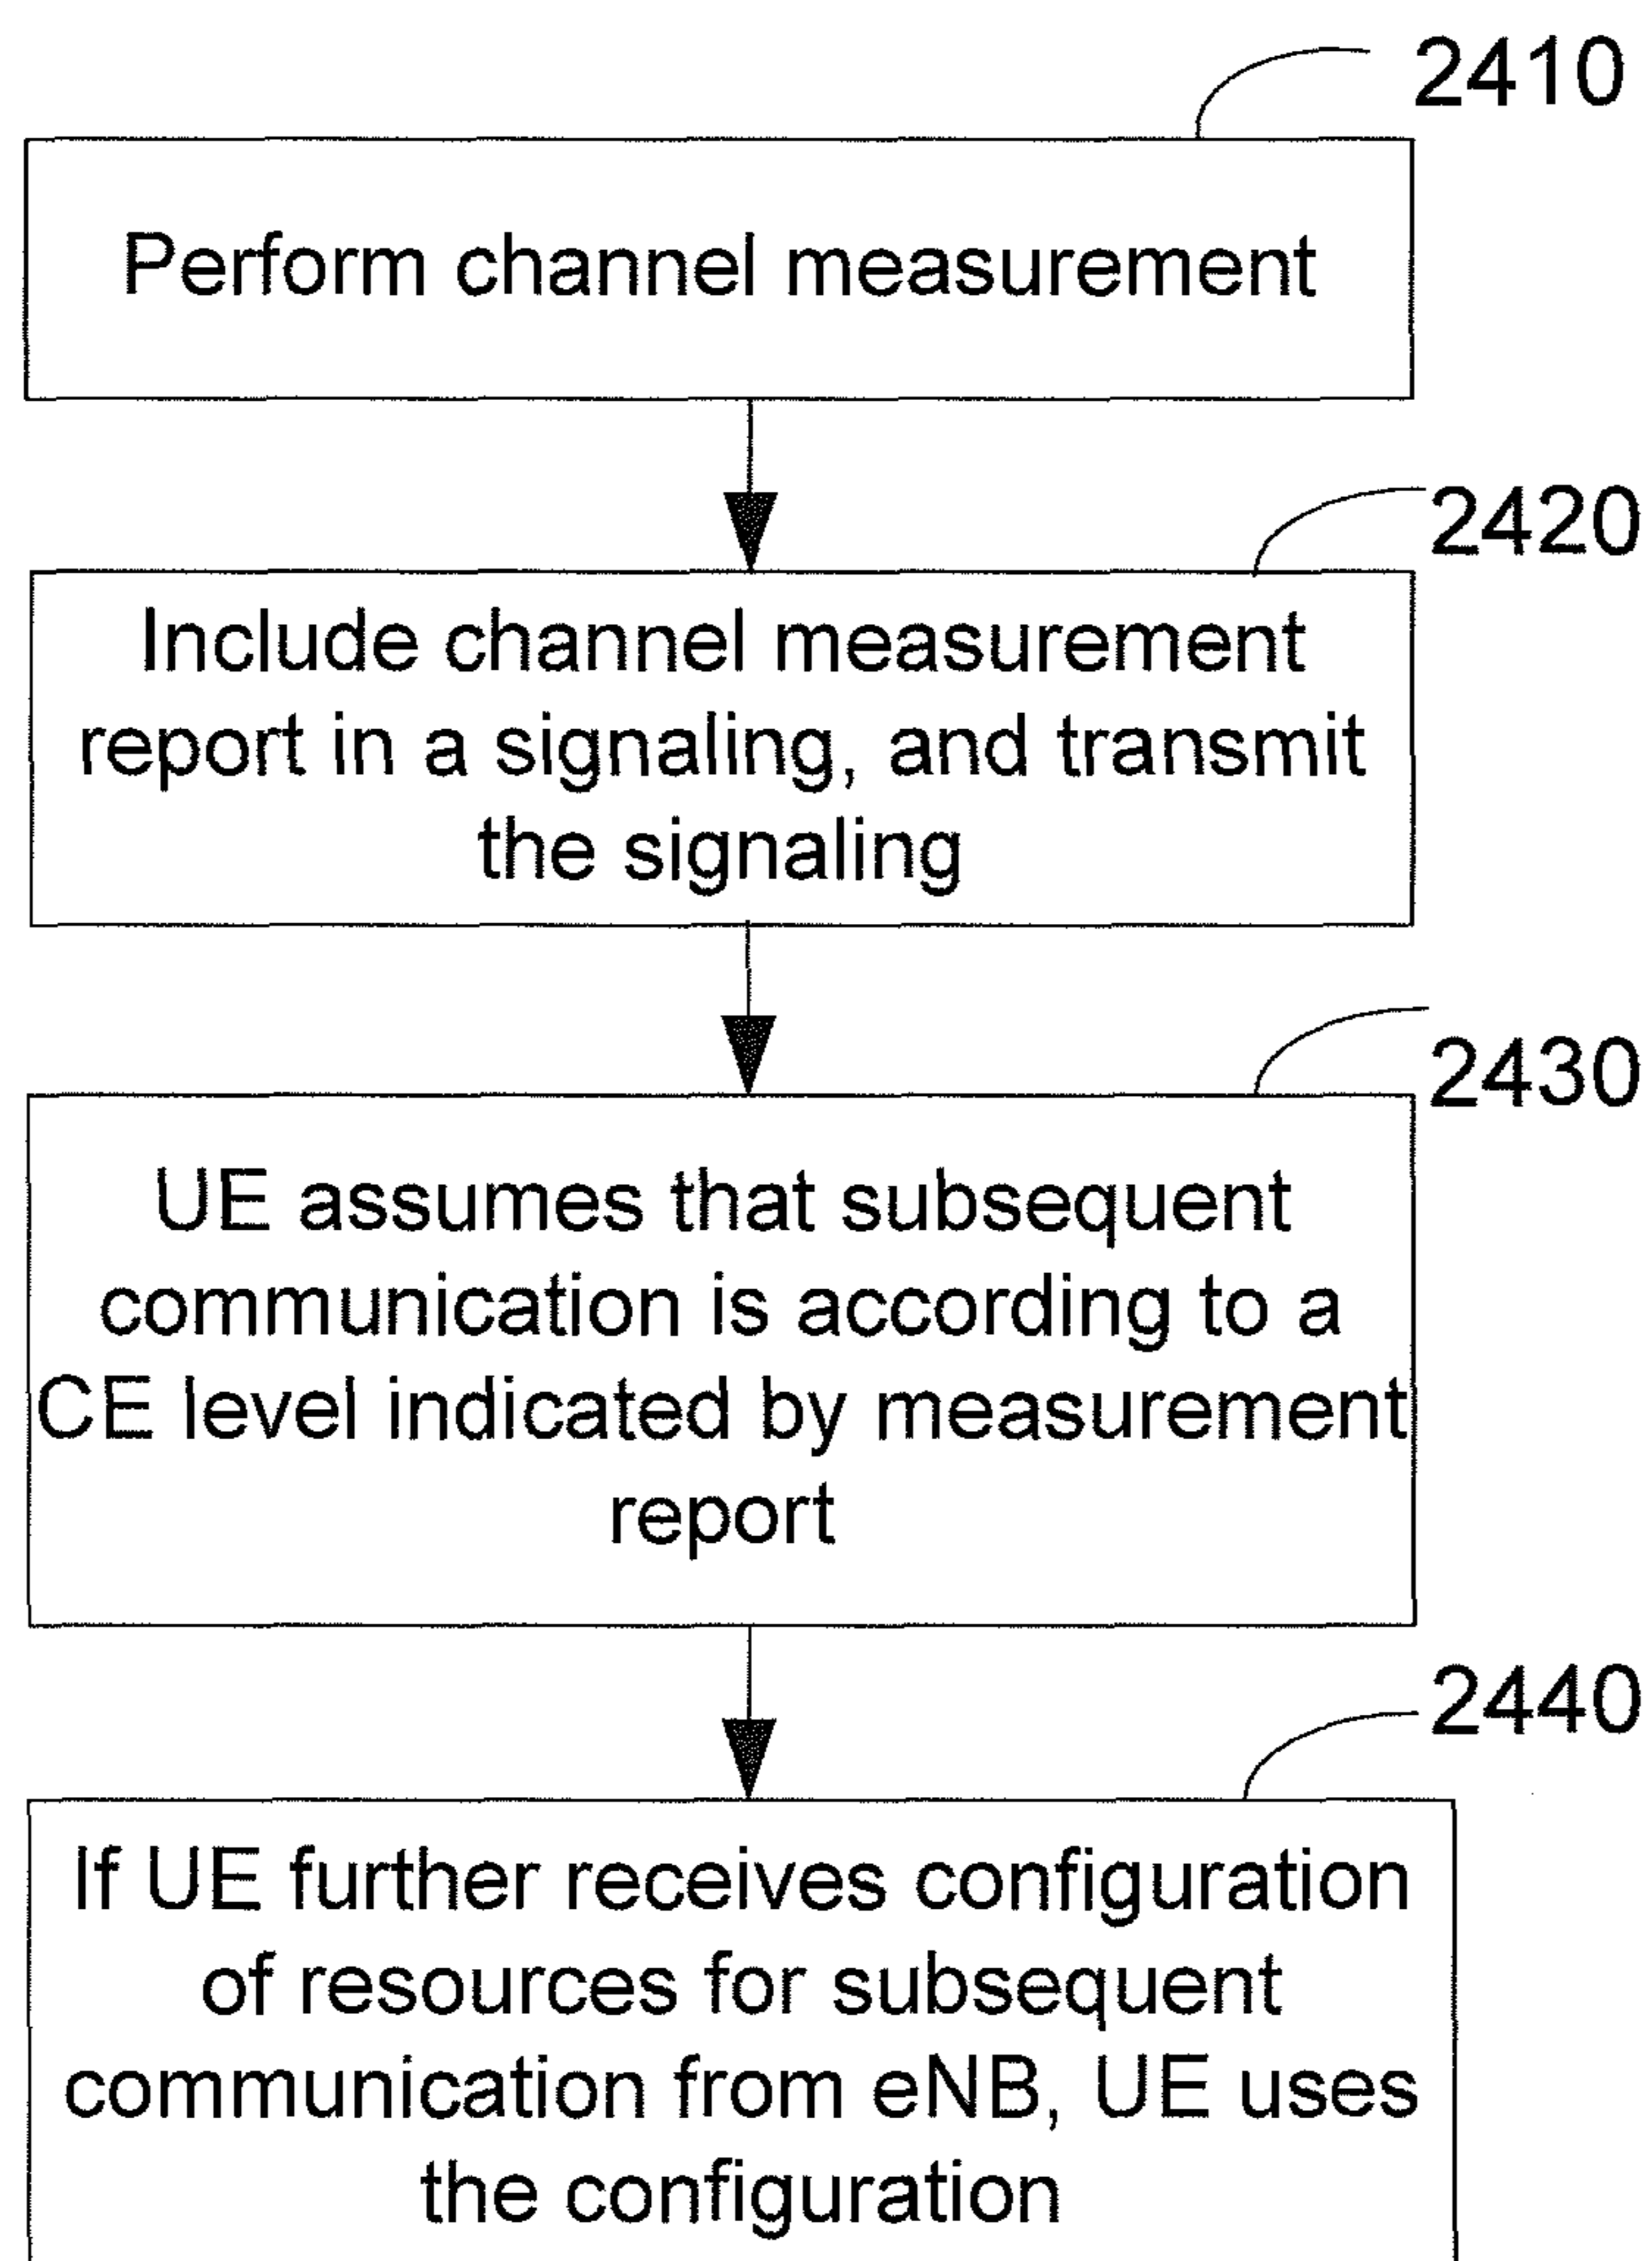 2410
Perform channel measurement
2420
Include channel measurement
report in a signaling, and transmit
the signaling
2430
UE assumes that subsequent
communication is according to a
CE level indicated by measurement
report
2440
If UE further receives configuration
of resources for subsequent
communication from eNB, UE uses
the configuration